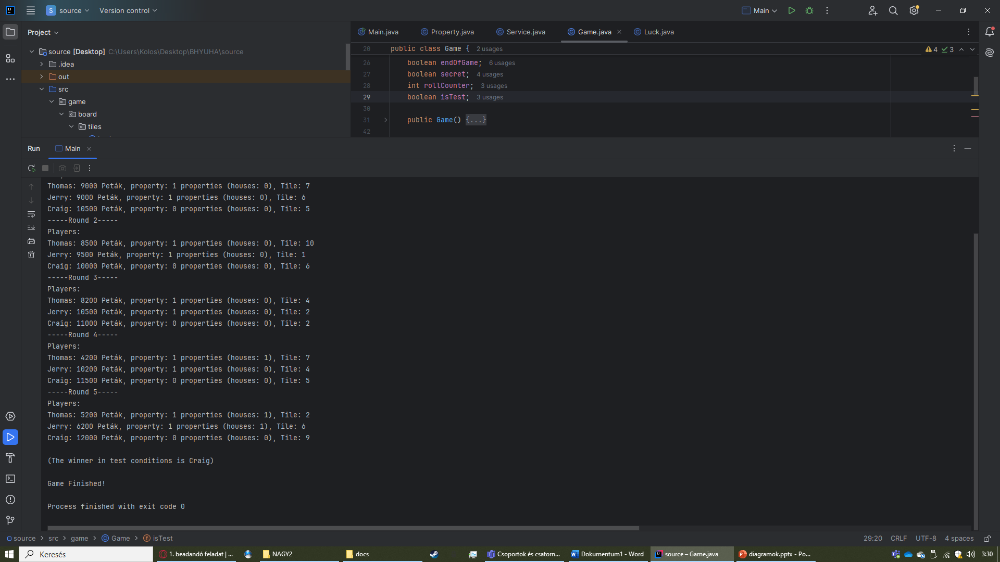 S source Version control Main
Project
Main.java Property.java Service.java Game.java Luck.java
source [Desktop] C:\Users\Kolos\Desktop\BHYUHA\source
.idea
out
src
game
board
tiles
20 public class Game { 2 usages
4 3
26 boolean endOfGame; 6 usages
27 boolean secret; 4 usages
28 int rollCounter; 3 usages
29 boolean isTest; 3 usages
30
31 public Game() {...}
42
Run Main
Thomas: 9000 Peták, property: 1 properties (houses: 0), Tile: 7
Jerry: 9000 Peták, property: 1 properties (houses: 0), Tile: 6
Craig: 10500 Peták, property: 0 properties (houses: 0), Tile: 5
-----Round 2-----
Players:
Thomas: 8500 Peták, property: 1 properties (houses: 0), Tile: 10
Jerry: 9500 Peták, property: 1 properties (houses: 0), Tile: 1
Craig: 10000 Peták, property: 0 properties (houses: 0), Tile: 6
-----Round 3-----
Players:
Thomas: 8200 Peták, property: 1 properties (houses: 0), Tile: 4
Jerry: 10500 Peták, property: 1 properties (houses: 0), Tile: 2
Craig: 11000 Peták, property: 0 properties (houses: 0), Tile: 2
-----Round 4-----
Players:
Thomas: 4200 Peták, property: 1 properties (houses: 1), Tile: 7
Jerry: 10200 Peták, property: 1 properties (houses: 0), Tile: 4
Craig: 11500 Peták, property: 0 properties (houses: 0), Tile: 5
-----Round 5-----
Players:
Thomas: 5200 Peták, property: 1 properties (houses: 1), Tile: 2
Jerry: 6200 Peták, property: 1 properties (houses: 1), Tile: 6
Craig: 12000 Peták, property: 0 properties (houses: 0), Tile: 9
(The winner in test conditions is Craig)
Game Finished!
Process finished with exit code 0
source > src > game > Game > isTest 29:20 CRLF UTF-8 4 spaces
Keresés 1. beadandó feladat | ... NAGY2 docs Csoportok és csatorn... Dokumentum1 - Word source – Game.java diagramok.pptx - Po... 3:30